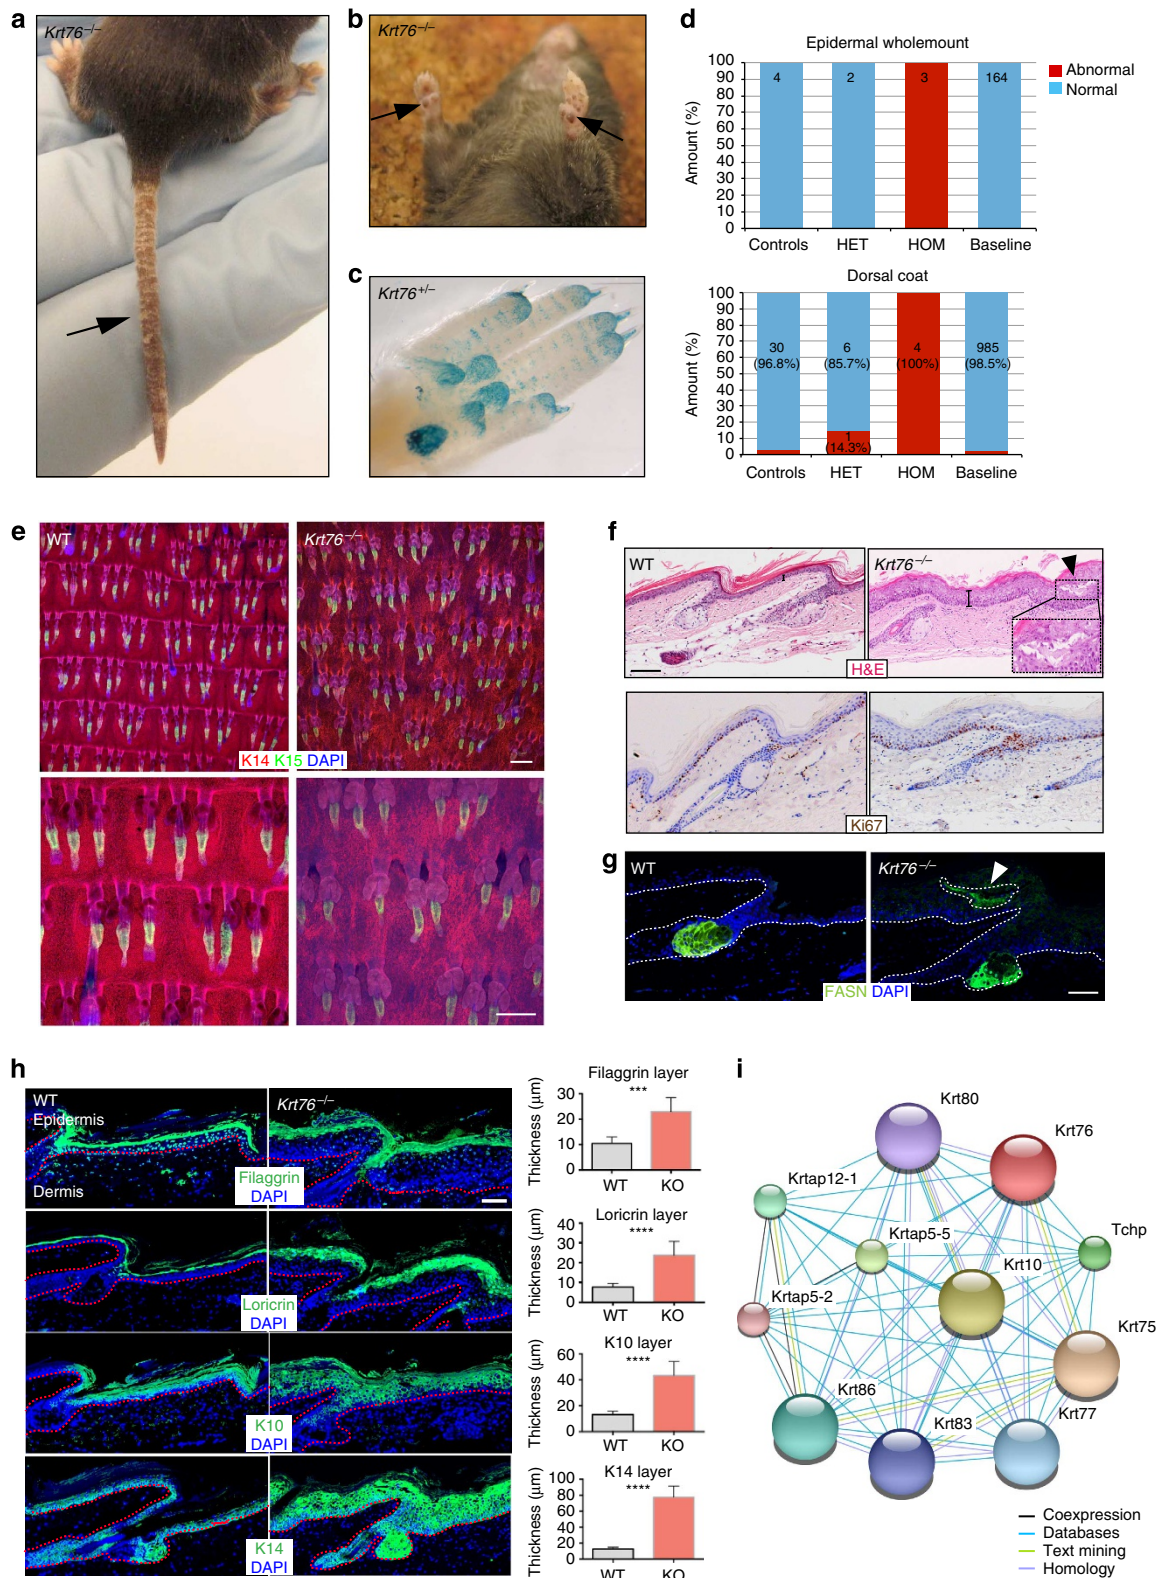 a
Krt76–/–
b
Krt76–/–
c
Krt76+/–
d
Epidermal wholemount
Amount (%)
100
90
80
70
60
50
40
30
20
10
0
4
2
3
164
Controls HET HOM Baseline
Abnormal
Normal
Dorsal coat
Amount (%)
100
90
80
70
60
50
40
30
20
10
0
30
(96.8%)
6
(85.7%)
1
(14.3%)
4
(100%)
985
(98.5%)
Controls HET HOM Baseline
e
WT
Krt76–/–
K14 K15 DAPI
f
WT
Krt76–/–
H&E
Ki67
g
WT
Krt76–/–
FASN DAPI
h
WT
Epidermis
Dermis
Krt76–/–
Filaggrin
DAPI
Loricrin
DAPI
K10
DAPI
K14
DAPI
Filaggrin layer
***
Thickness (μm)
30
20
10
0
WT KO
Loricrin layer
****
Thickness (μm)
40
30
20
10
0
WT KO
K10 layer
****
Thickness (μm)
60
40
20
0
WT KO
K14 layer
****
Thickness (μm)
100
80
60
40
20
0
WT KO
i
Krt80
Krt76
Krtap12-1
Krtap5-5
Tchp
Krt10
Krtap5-2
Krt75
Krt86
Krt83
Krt77
Coexpression
Databases
Text mining
Homology